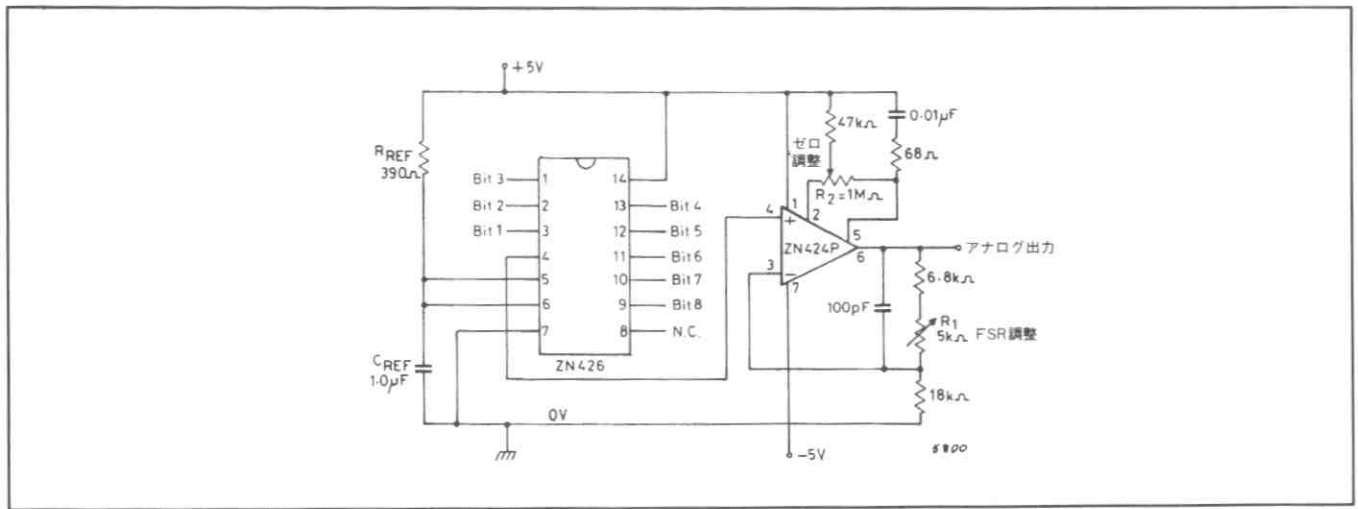 +5V
RREF
390Ω
Bit 3
Bit 2
Bit 1
1
2
3
4
5
6
7
14
13
12
11
10
9
8
Bit 4
Bit 5
Bit 6
Bit 7
Bit 8
N.C.
ZN426
CREF
1.0μF
0V
47kΩ
0.01μF
68Ω
ゼロ
調整
R2=1MΩ
1
2
4
+
5
ZN424P
6
3
−
7
アナログ出力
100pF
6.8kΩ
R1
5kΩ FSR調整
18kΩ
-5V
5800